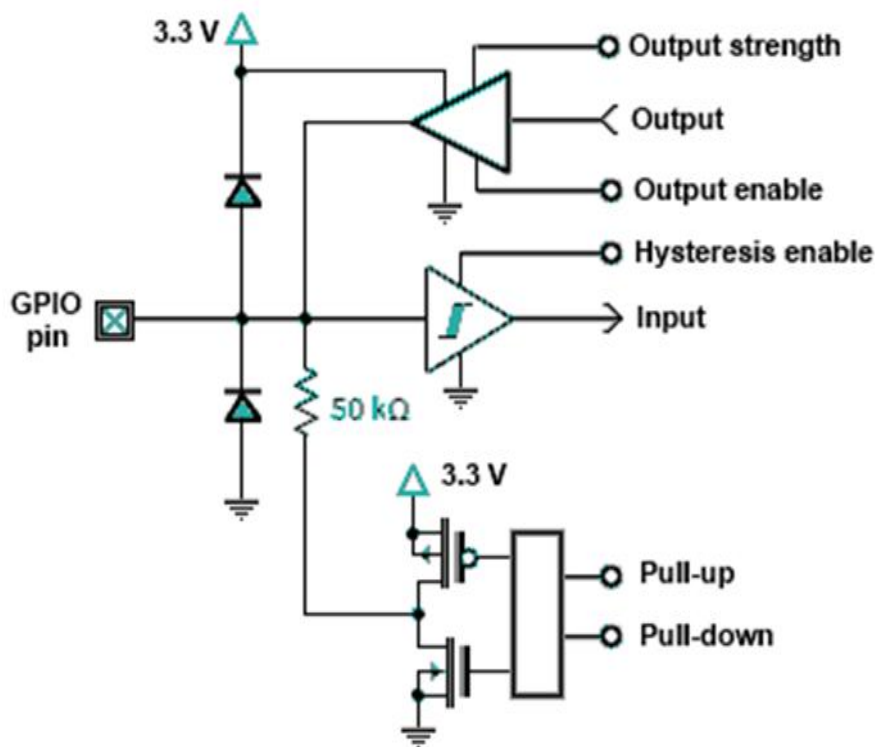 3.3 V
Output strength
Output
Output enable
Hysteresis enable
GPIO
pin
Input
50 kΩ
3.3 V
Pull-up
Pull-down